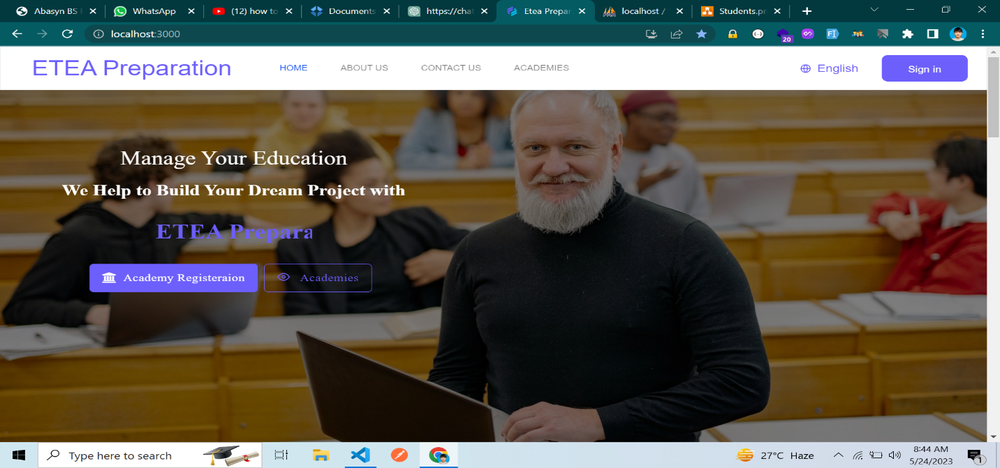 Abasyn BS
WhatsApp
(12) how to
Documents
https://chat
Etea Prepar
localhost /
Students.pr
localhost:3000
20
ETEA Preparation
HOME
ABOUT US
CONTACT US
ACADEMIES
English
Sign in
Manage Your Education
We Help to Build Your Dream Project with
ETEA Prepara
Academy Registeraion
Academies
Type here to search
27°C Haze
8:44 AM
5/24/2023
1